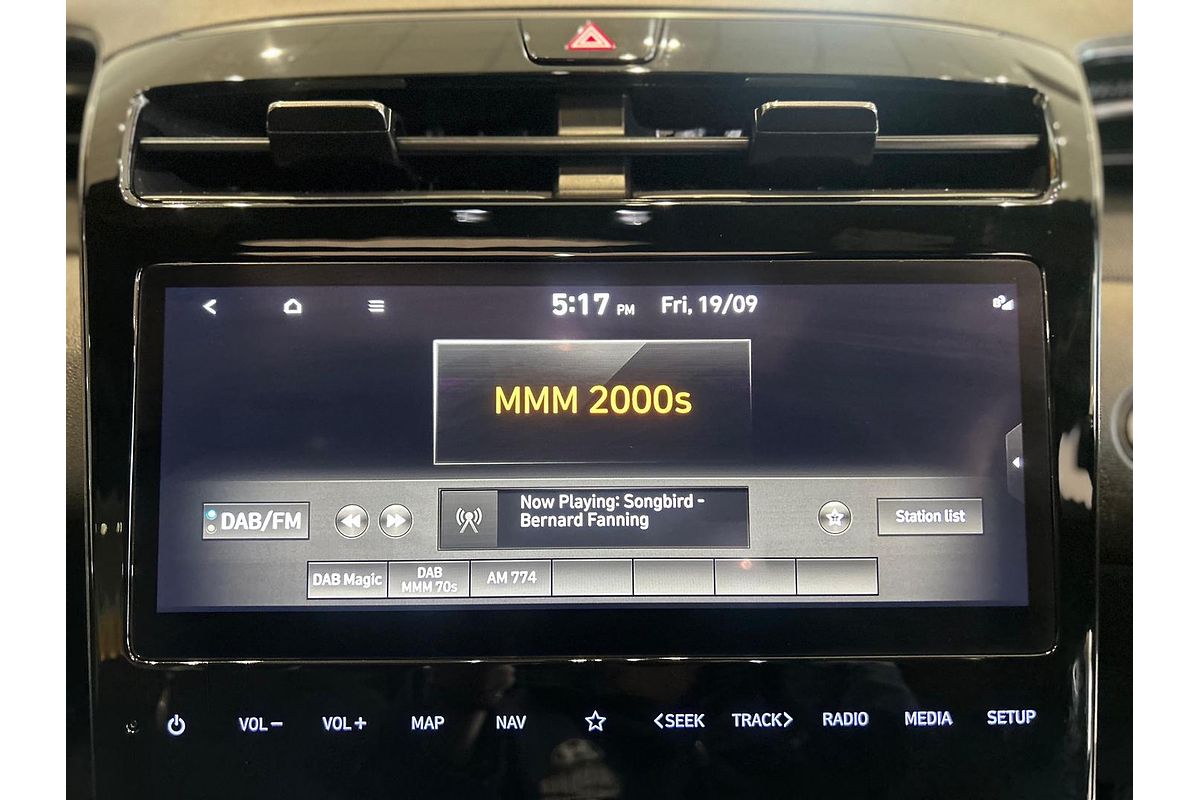 5:17 PM Fri, 19/09
MMM 2000s
DAB/FM
Now Playing: Songbird -
Bernard Fanning
Station list
DAB Magic
DAB
MMM 70s
AM 774
VOL− VOL+ MAP NAV <SEEK TRACK> RADIO MEDIA SETUP